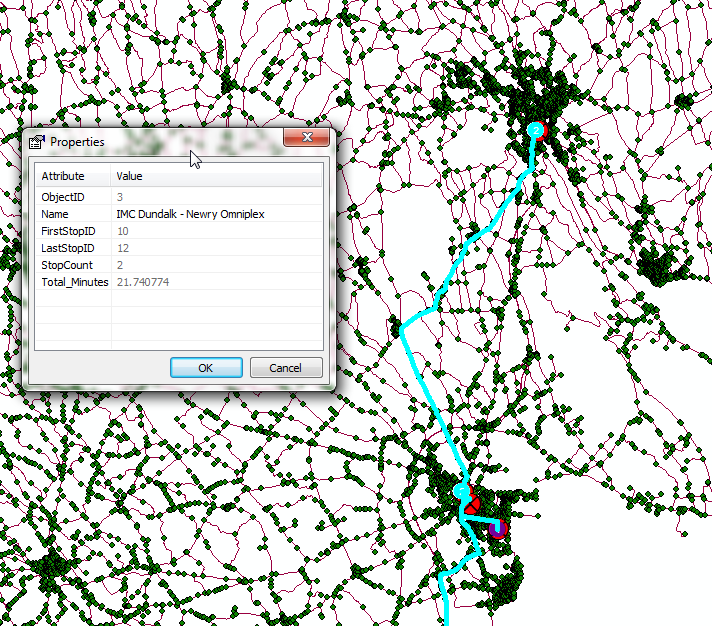 Properties
Attribute Value
ObjectID 3
Name IMC Dundalk - Newry Omniplex
FirstStopID 10
LastStopID 12
StopCount 2
Total_Minutes 21.740774
OK Cancel